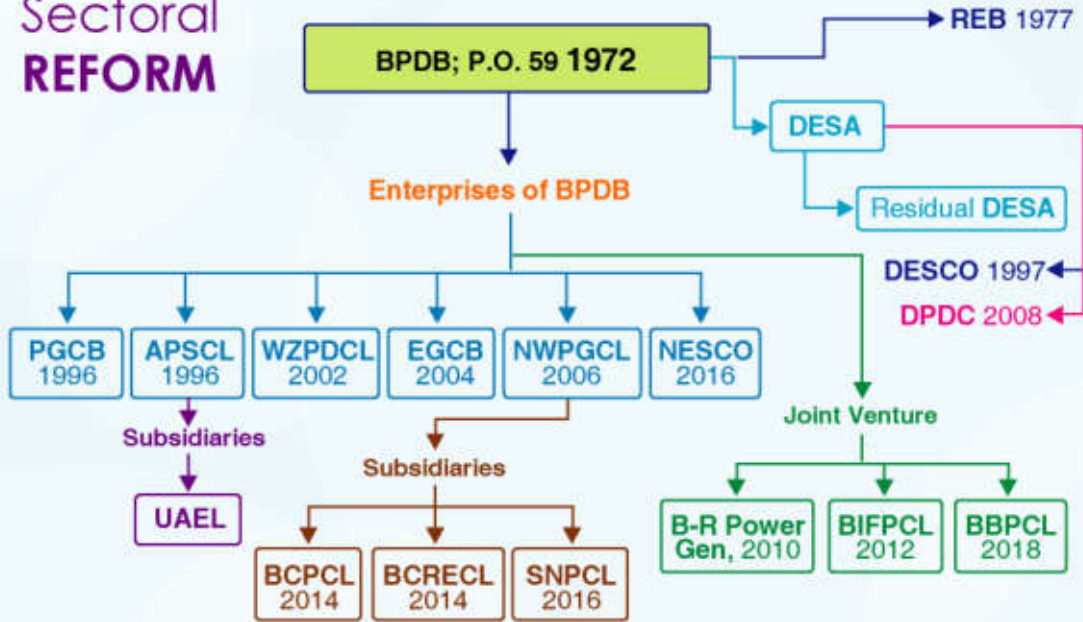 Sectoral
REFORM
BPDB; P.O. 59 1972
REB 1977
DESA
Residual DESA
DESCO 1997
DPDC 2008
Enterprises of BPDB
PGCB
1996
APSCL
1996
WZPDCL
2002
EGCB
2004
NWPGCL
2006
NESCO
2016
Subsidiaries
UAEL
Subsidiaries
BCPCL
2014
BCRECL
2014
SNPCL
2016
Joint Venture
B-R Power
Gen, 2010
BIFPCL
2012
BBPCL
2018